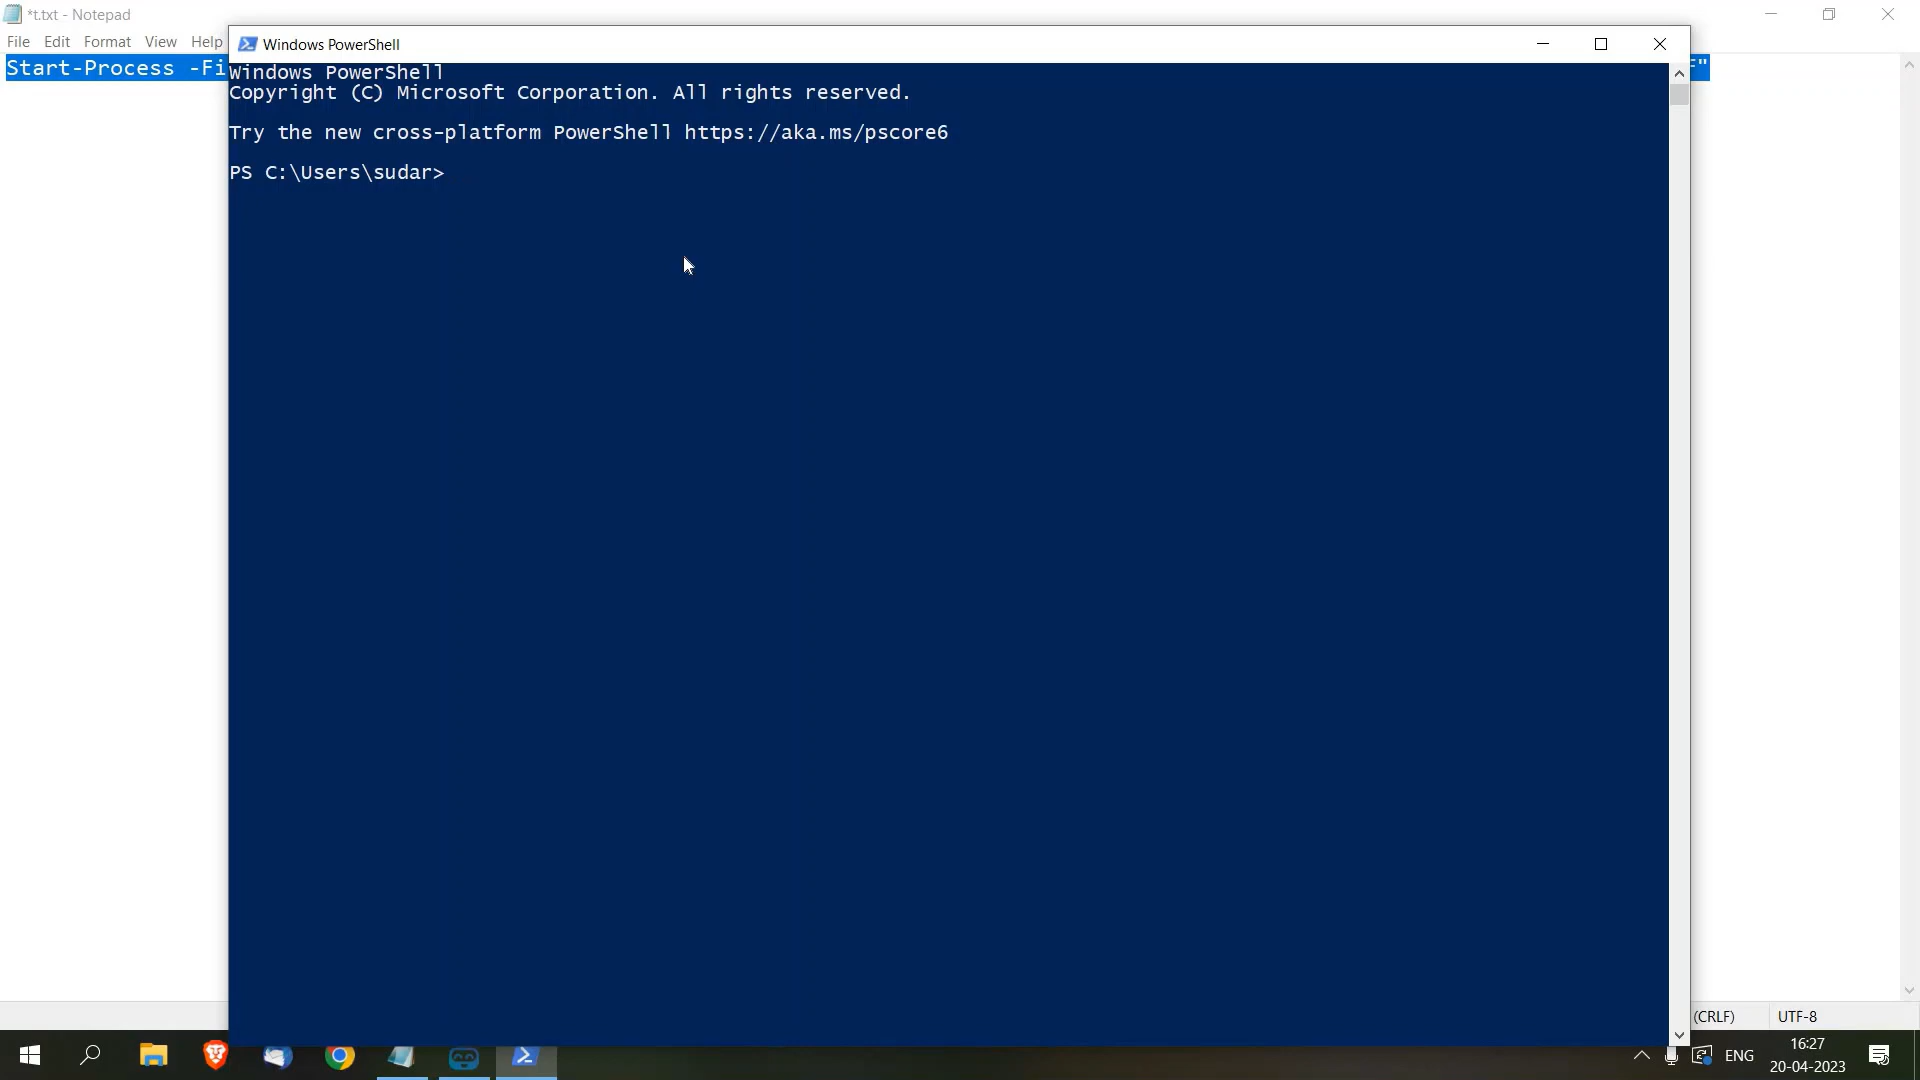 *t.txt - Notepad
File Edit Format View Help
Start-Process -Fi
"
Windows PowerShell
Windows PowerShell
Copyright (C) Microsoft Corporation. All rights reserved.
Try the new cross-platform PowerShell https://aka.ms/pscore6
PS C:\Users\sudar>
(CRLF)
UTF-8
ENG
16:27
20-04-2023